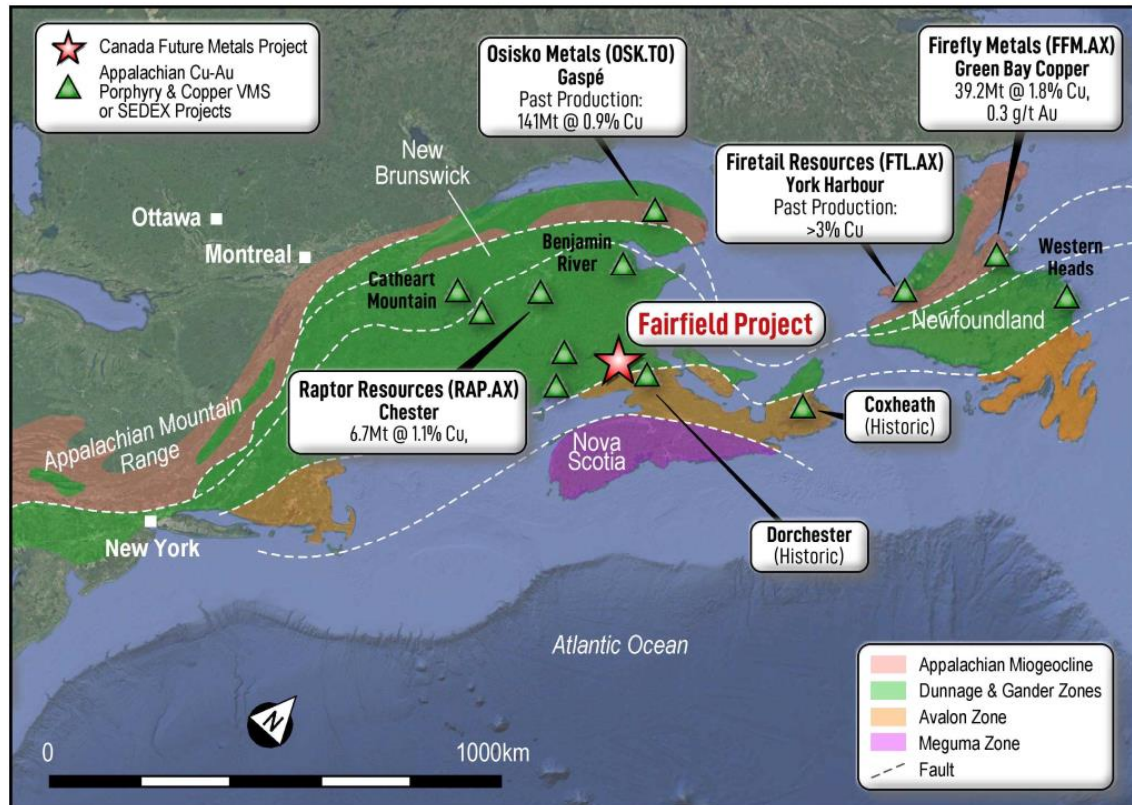 Canada Future Metals Project
Appalachian Cu-Au
Porphyry & Copper VMS
or SEDEX Projects
Osisko Metals (OSK.TO)
Gaspé
Past Production:
141Mt @ 0.9% Cu
Firefly Metals (FFM.AX)
Green Bay Copper
39.2Mt @ 1.8% Cu,
0.3 g/t Au
Firetail Resources (FTL.AX)
York Harbour
Past Production:
>3% Cu
New
Brunswick
Ottawa
Montreal
Benjamin
River
Catheart
Mountain
Western
Heads
Newfoundland
Fairfield Project
Raptor Resources (RAP.AX)
Chester
6.7Mt @ 1.1% Cu,
Coxheath
(Historic)
Appalachian Mountain
Range
Nova
Scotia
New York
Dorchester
(Historic)
Atlantic Ocean
N
0
1000km
Appalachian Miogeocline
Dunnage & Gander Zones
Avalon Zone
Meguma Zone
Fault